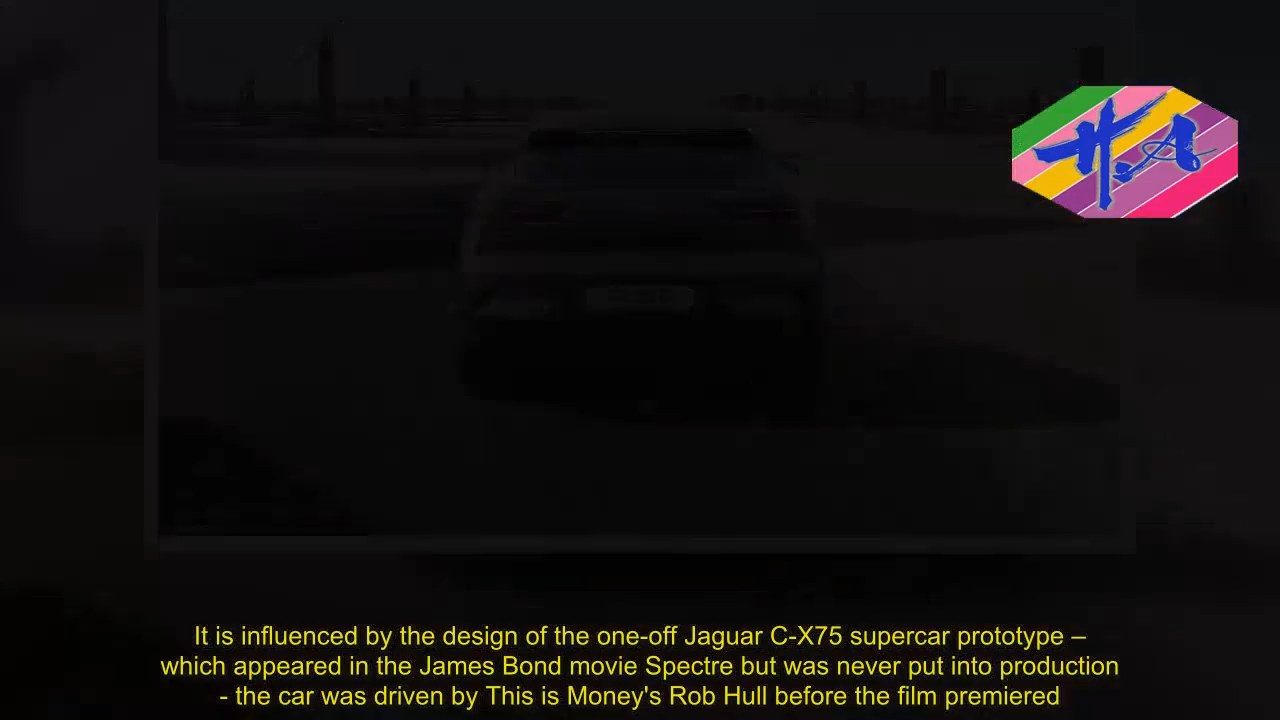 H.A
It is influenced by the design of the one-off Jaguar C-X75 supercar prototype –
which appeared in the James Bond movie Spectre but was never put into production
- the car was driven by This is Money's Rob Hull before the film premiered